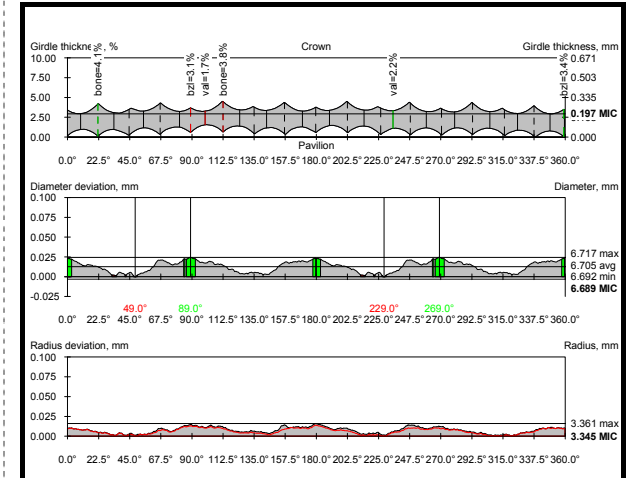 Girdle thickne , %
Crown
Girdle thickness, mm
bone=4.1%
bzl=3.1%
val=1.7%
bone=3.8%
val=2.2%
bzl=3.4%
10.00
7.50
5.00
2.50
0.00
0.671
0.503
0.335
0.197 MIC
0.000
Pavilion
0.0° 22.5° 45.0° 67.5° 90.0° 112.5° 135.0° 157.5° 180.0° 202.5° 225.0° 247.5° 270.0° 292.5° 315.0° 337.5° 360.0°
Diameter deviation, mm
Diameter, mm
0.100
0.075
0.050
0.025
0.000
-0.025
6.717 max
6.705 avg
6.692 min
6.689 MIC
49.0° 89.0° 229.0° 269.0°
0.0° 22.5° 45.0° 67.5° 90.0° 112.5° 135.0° 157.5° 180.0° 202.5° 225.0° 247.5° 270.0° 292.5° 315.0° 337.5° 360.0°
Radius deviation, mm
Radius, mm
0.100
0.075
0.050
0.025
0.000
3.361 max
3.345 MIC
0.0° 22.5° 45.0° 67.5° 90.0° 112.5° 135.0° 157.5° 180.0° 202.5° 225.0° 247.5° 270.0° 292.5° 315.0° 337.5° 360.0°